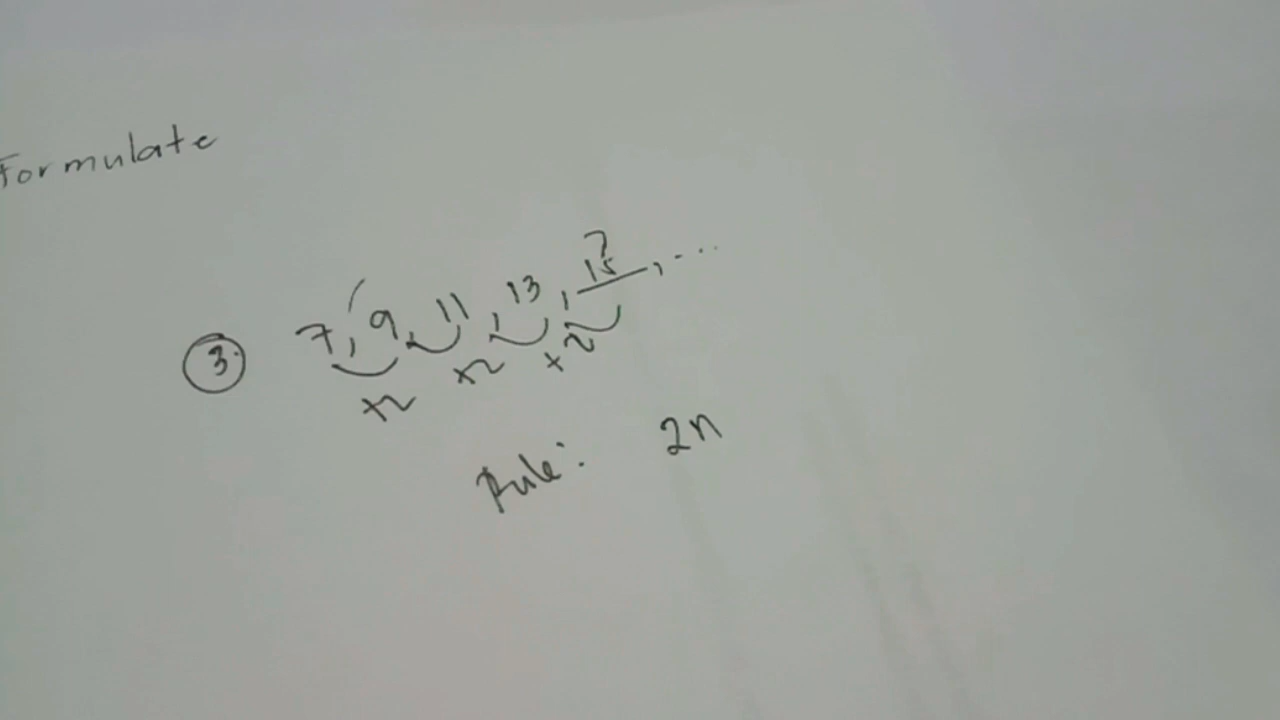 Formulate
?
③ 7, 9, 11, 13, 15, ...
+2 +2 +2
Rule: 2n